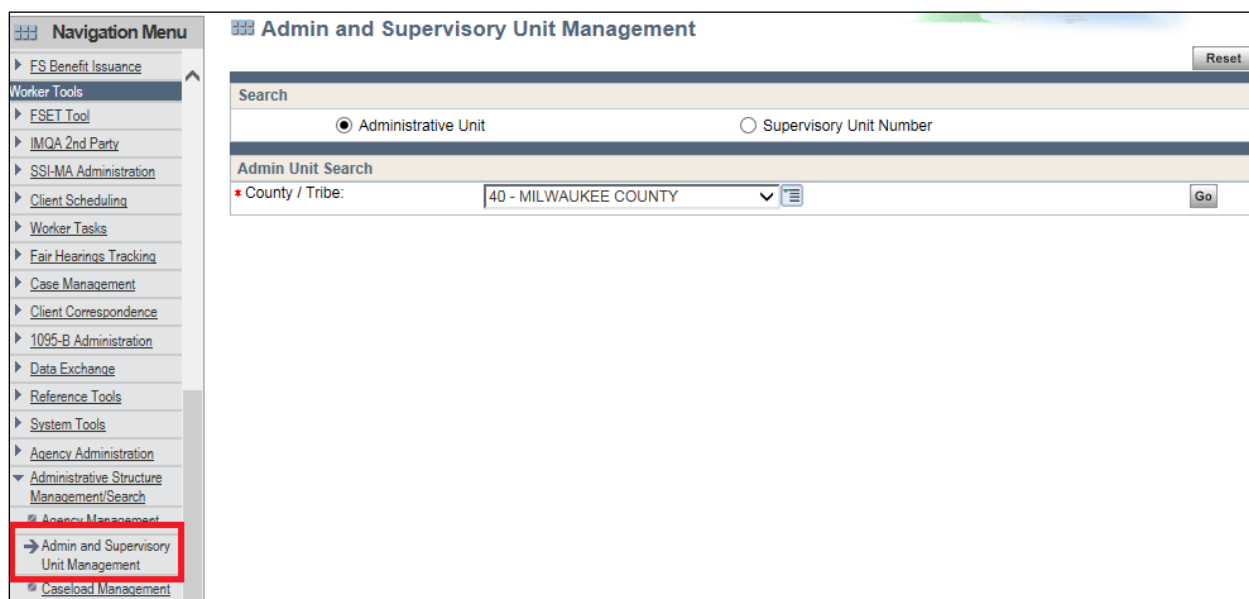 Navigation Menu
FS Benefit Issuance
Worker Tools
FSET Tool
IMQA 2nd Party
SSI-MA Administration
Client Scheduling
Worker Tasks
Fair Hearings Tracking
Case Management
Client Correspondence
1095-B Administration
Data Exchange
Reference Tools
System Tools
Agency Administration
Administrative Structure
Management/Search
Agency Management
Admin and Supervisory
Unit Management
Caseload Management
Admin and Supervisory Unit Management
Reset
Search
Administrative Unit
Supervisory Unit Number
Admin Unit Search
* County / Tribe:
40 - MILWAUKEE COUNTY
Go